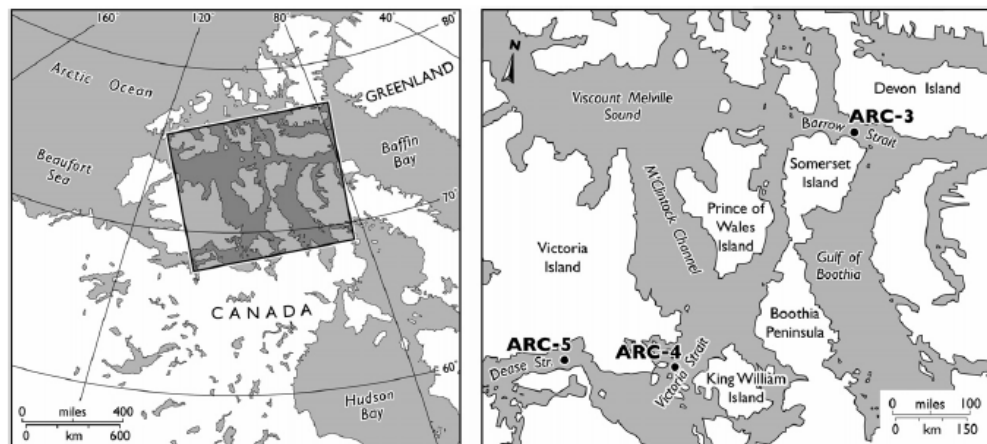 160°
120°
80°
40°
80°
Arctic Ocean
GREENLAND
Beaufort
Sea
Baffin
Bay
70°
CANADA
60°
Hudson
Bay
0 miles 400
0 km 600
N
Viscount Melville
Sound
Devon Island
Barrow Strait
ARC-3
Somerset
Island
M'Clintock Channel
Prince of
Wales
Island
Victoria
Island
Gulf of
Boothia
Boothia
Peninsula
ARC-5
Dease Str.
ARC-4
Victoria Strait
King William
Island
0 miles 100
0 km 150